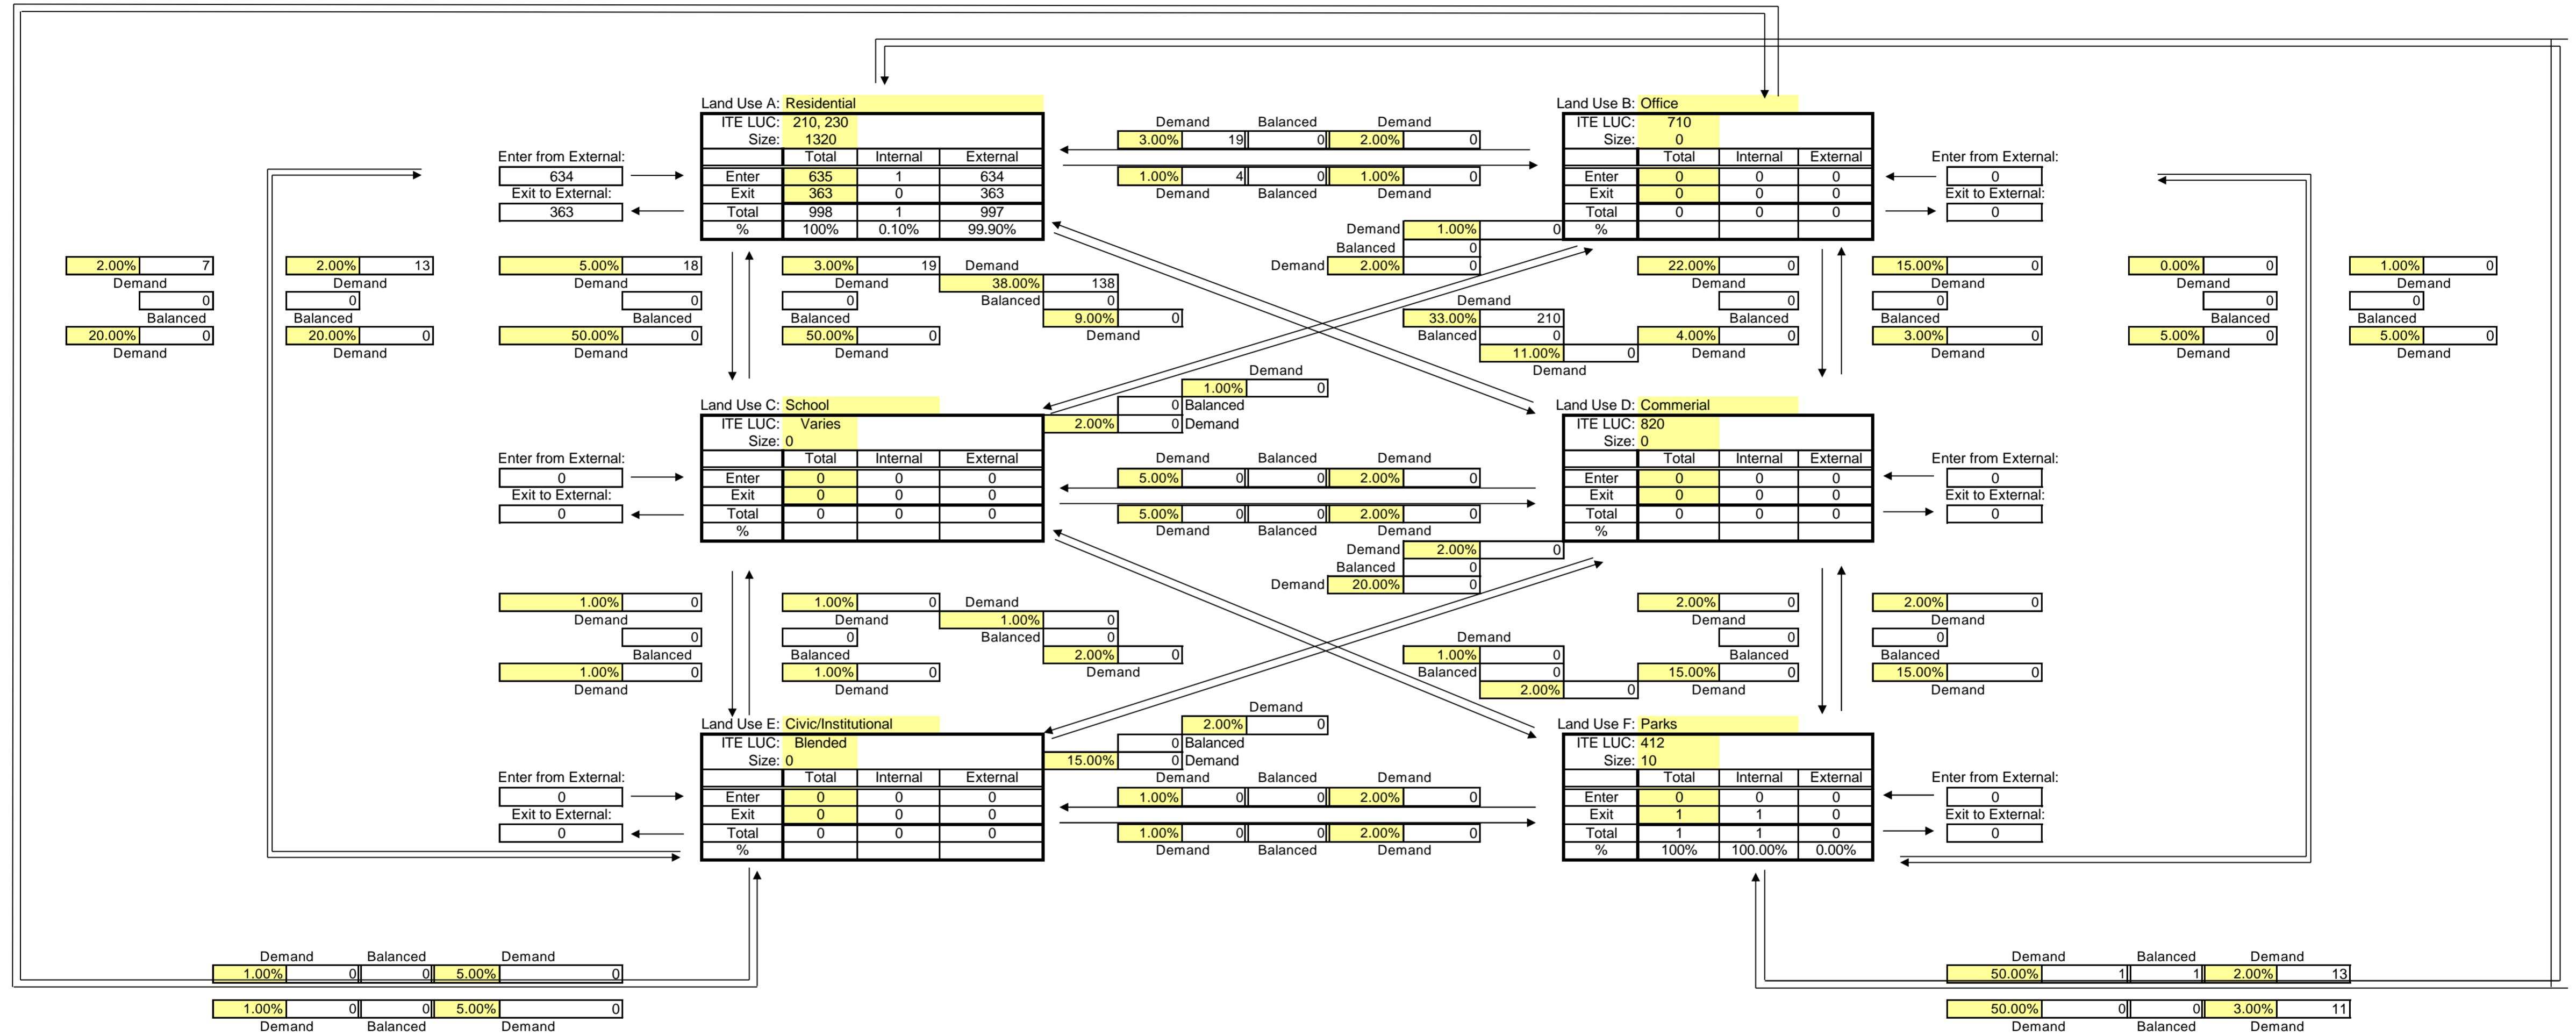 Land Use A: Residential Land Use B: Office
ITE LUC: 210, 230 Demand Balanced Demand ITE LUC: 710
Size: 1320 3.00% 19 0 2.00% 0 Size: 0
Enter from External: Total Internal External Total Internal External Enter from External:
634 Enter 635 1 634 1.00% 4 0 1.00% 0 Enter 0 0 0 0
Exit to External: Exit 363 0 363 Demand Balanced Demand Exit 0 0 0 Exit to External:
363 Total 998 1 997 Total 0 0 0 0
% 100% 0.10% 99.90% Demand 1.00% 0 %
Balanced 0
2.00% 7 2.00% 13 5.00% 18 3.00% 19 Demand Demand 2.00% 0 22.00% 0 15.00% 0 0.00% 0 1.00% 0
Demand Demand Demand Demand 38.00% 138 Demand Demand Demand Demand
0 0 0 0 Balanced 0 Demand 0 0 0 0
Balanced Balanced Balanced Balanced 9.00% 0 33.00% 210 Balanced Balanced Balanced Balanced
20.00% 0 20.00% 0 50.00% 0 50.00% 0 Demand Balanced 0 4.00% 0 3.00% 0 5.00% 0 5.00% 0
Demand Demand Demand Demand 11.00% 0 Demand Demand Demand Demand
Demand Demand
1.00% 0
Land Use C: School 0 Balanced Land Use D: Commerial
ITE LUC: Varies 2.00% 0 Demand ITE LUC: 820
Size: 0 Size: 0
Enter from External: Total Internal External Demand Balanced Demand Total Internal External Enter from External:
0 Enter 0 0 0 5.00% 0 0 2.00% 0 Enter 0 0 0 0
Exit to External: Exit 0 0 0 Exit 0 0 0 Exit to External:
0 Total 0 0 0 5.00% 0 0 2.00% 0 Total 0 0 0 0
% Demand Balanced Demand %
Demand 2.00% 0
Balanced 0
Demand 20.00% 0
1.00% 0 1.00% 0 Demand 2.00% 0 2.00% 0
Demand Demand 1.00% 0 Demand Demand
0 0 Balanced 0 Demand 0 0
Balanced Balanced 2.00% 0 1.00% 0 Balanced Balanced
1.00% 0 1.00% 0 Demand Balanced 0 15.00% 0 15.00% 0
Demand Demand 2.00% 0 Demand Demand
Demand
Land Use E: Civic/Institutional 2.00% 0 Land Use F: Parks
ITE LUC: Blended 0 Balanced ITE LUC: 412
Size: 0 15.00% 0 Demand Size: 10
Enter from External: Total Internal External Demand Balanced Demand Total Internal External Enter from External:
0 Enter 0 0 0 1.00% 0 0 2.00% 0 Enter 0 0 0 0
Exit to External: Exit 0 0 0 Exit 1 1 0 Exit to External:
0 Total 0 0 0 1.00% 0 0 2.00% 0 Total 1 1 0 0
% Demand Balanced Demand % 100% 100.00% 0.00%
Demand Balanced Demand Demand Balanced Demand
1.00% 0 0 5.00% 0 50.00% 1 1 2.00% 13
1.00% 0 0 5.00% 0 50.00% 0 0 3.00% 11
Demand Balanced Demand Demand Balanced Demand